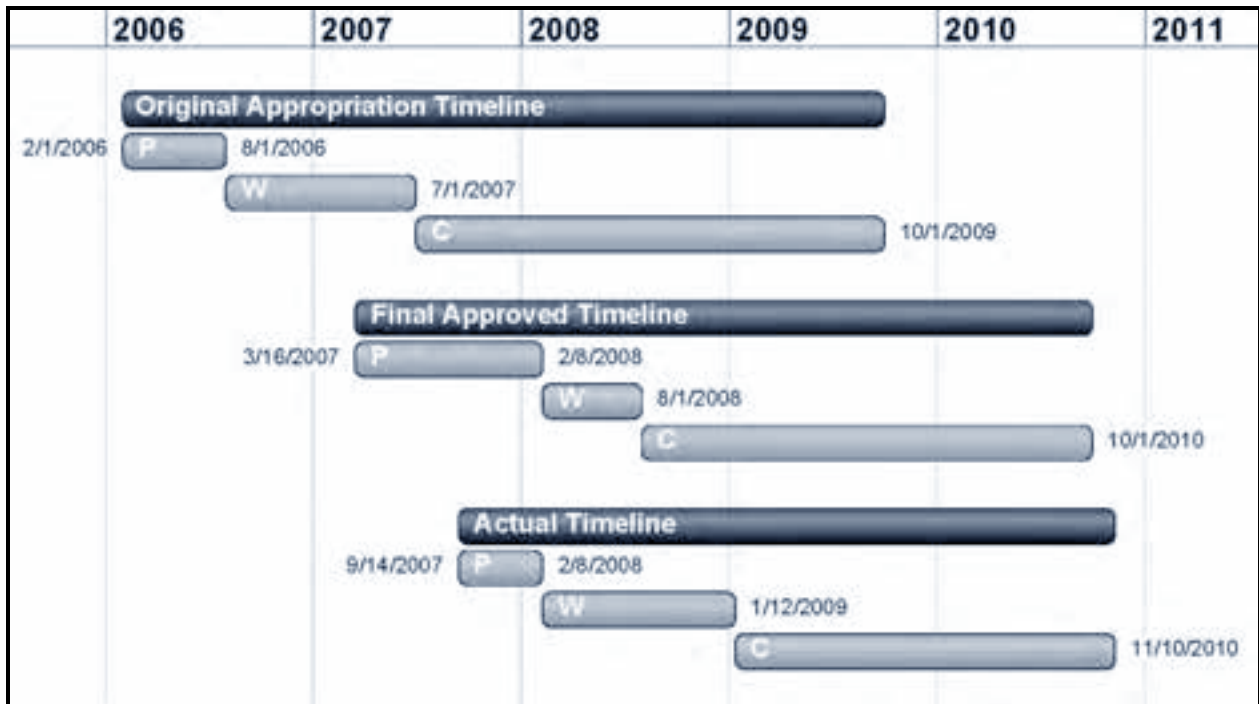 2006 2007 2008 2009 2010 2011
Original Appropriation Timeline
2/1/2006 P 8/1/2006
W 7/1/2007
C 10/1/2009
Final Approved Timeline
3/16/2007 P 2/8/2008
W 8/1/2008
C 10/1/2010
Actual Timeline
9/14/2007 P 2/8/2008
W 1/12/2009
C 11/10/2010